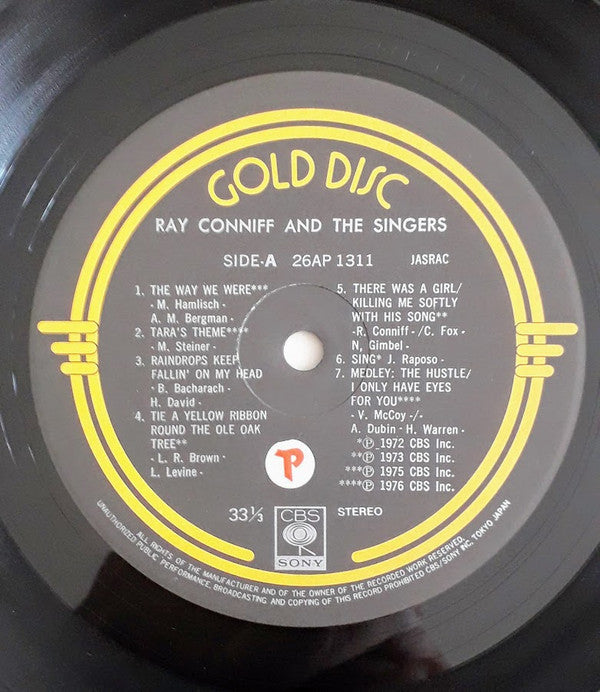 GOLD DISC
RAY CONNIFF AND THE SINGERS
SIDE-A 26AP 1311 JASRAC
1. THE WAY WE WERE***
- M. Hamlisch -
A. M. Bergman -
2. TARA'S THEME****
- M. Steiner -
3. RAINDROPS KEEP
FALLIN' ON MY HEAD
- B. Bacharach -
H. David -
4. TIE A YELLOW RIBBON
ROUND THE OLE OAK
TREE**
- L. R. Brown -
L. Levine -
5. THERE WAS A GIRL/
KILLING ME SOFTLY
WITH HIS SONG**
-R. Conniff -/C. Fox -
N, Gimbel -
6. SING* J. Raposo -
7. MEDLEY: THE HUSTLE/
I ONLY HAVE EYES
FOR YOU****
- V. McCoy -/-
A. Dubin - H. Warren -
*Ⓟ 1972 CBS Inc.
**Ⓟ 1973 CBS Inc.
***Ⓟ 1975 CBS Inc.
****Ⓟ 1976 CBS Inc.
P
33⅓ CBS STEREO
SONY
ALL RIGHTS OF THE MANUFACTURER AND OF THE OWNER OF THE RECORDED WORK RESERVED.
UNAUTHORIZED PUBLIC PERFORMANCE, BROADCASTING AND COPYING OF THIS RECORD PROHIBITED CBS/SONY INC. TOKYO JAPAN